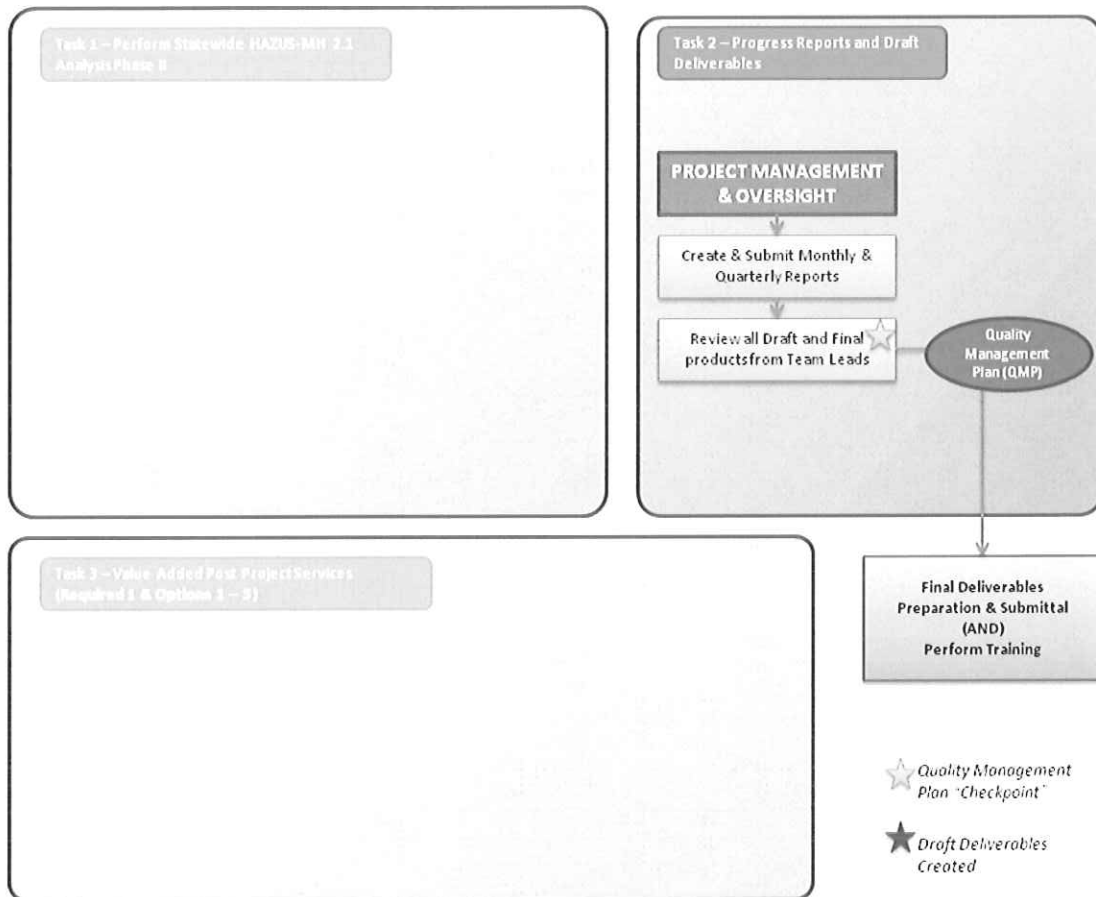 Task 1 – Perform Statewide HAZUS-MH 2.1
Analysis Phase II
Task 2 – Progress Reports and Draft
Deliverables
PROJECT MANAGEMENT
& OVERSIGHT
Create & Submit Monthly &
Quarterly Reports
Review all Draft and Final
products from Team Leads
Quality
Management
Plan (QMP)
Task 3 – Value Added Post Project Services
(Required 1 & Options 1 – 5)
Final Deliverables
Preparation & Submittal
(AND)
Perform Training
Quality Management
Plan "Checkpoint"
Draft Deliverables
Created